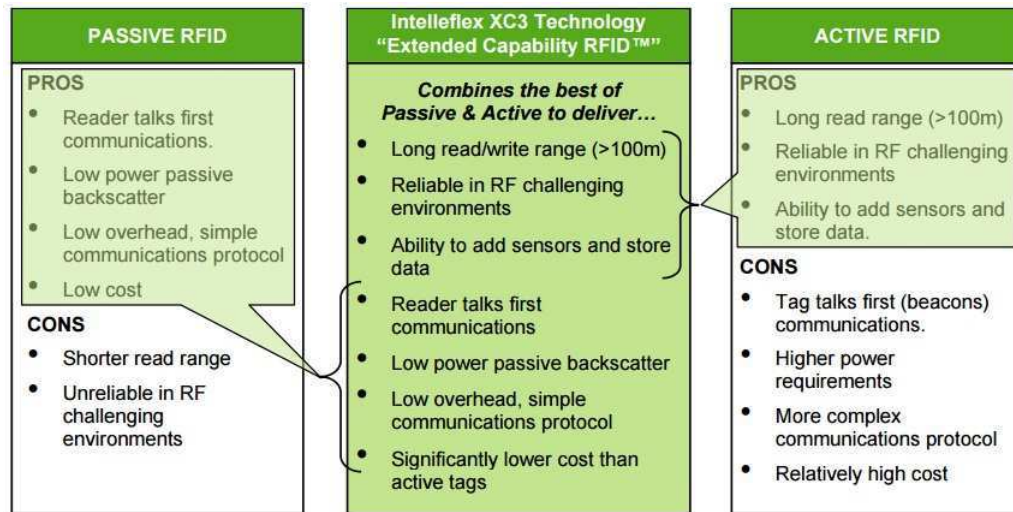 PASSIVE RFID
PROS
• Reader talks first
communications.
• Low power passive
backscatter
• Low overhead, simple
communications protocol
• Low cost
CONS
• Shorter read range
• Unreliable in RF
challenging
environments
Intelleflex XC3 Technology
“Extended Capability RFID™”
Combines the best of
Passive & Active to deliver…
• Long read/write range (>100m)
• Reliable in RF challenging
environments
• Ability to add sensors and store
data
• Reader talks first
communications
• Low power passive backscatter
• Low overhead, simple
communications protocol
• Significantly lower cost than
active tags
ACTIVE RFID
PROS
• Long read range (>100m)
• Reliable in RF challenging
environments
• Ability to add sensors and
store data.
CONS
• Tag talks first (beacons)
communications.
• Higher power
requirements
• More complex
communications protocol
• Relatively high cost